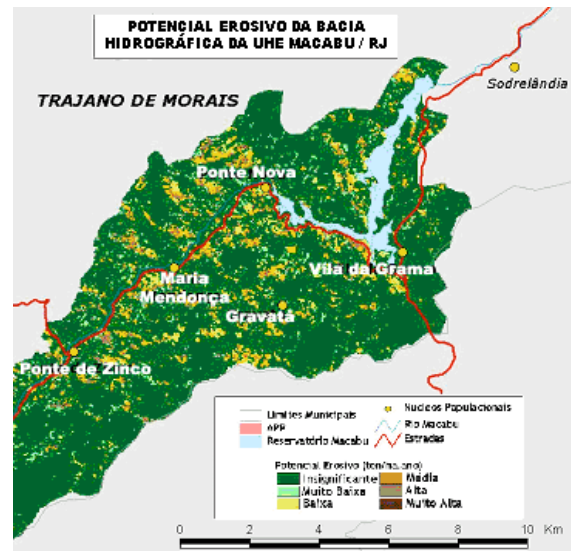 POTENCIAL EROSIVO DA BACIA
HIDROGRÁFICA DA UHE MACABU / RJ
Sodrelândia
TRAJANO DE MORAIS
Ponte Nova
Vila da Grama
Maria
Mendonça
Gravatá
Ponte de Zinco
Limites Municipais
APP
Reservatório Macabu
Núcleos Populacionais
Rio Macabu
Estradas
Potencial Erosivo (ton/ha.ano)
Insignificante
Muito Baixa
Baixa
Média
Alta
Muito Alta
0 2 4 6 8 10 Km